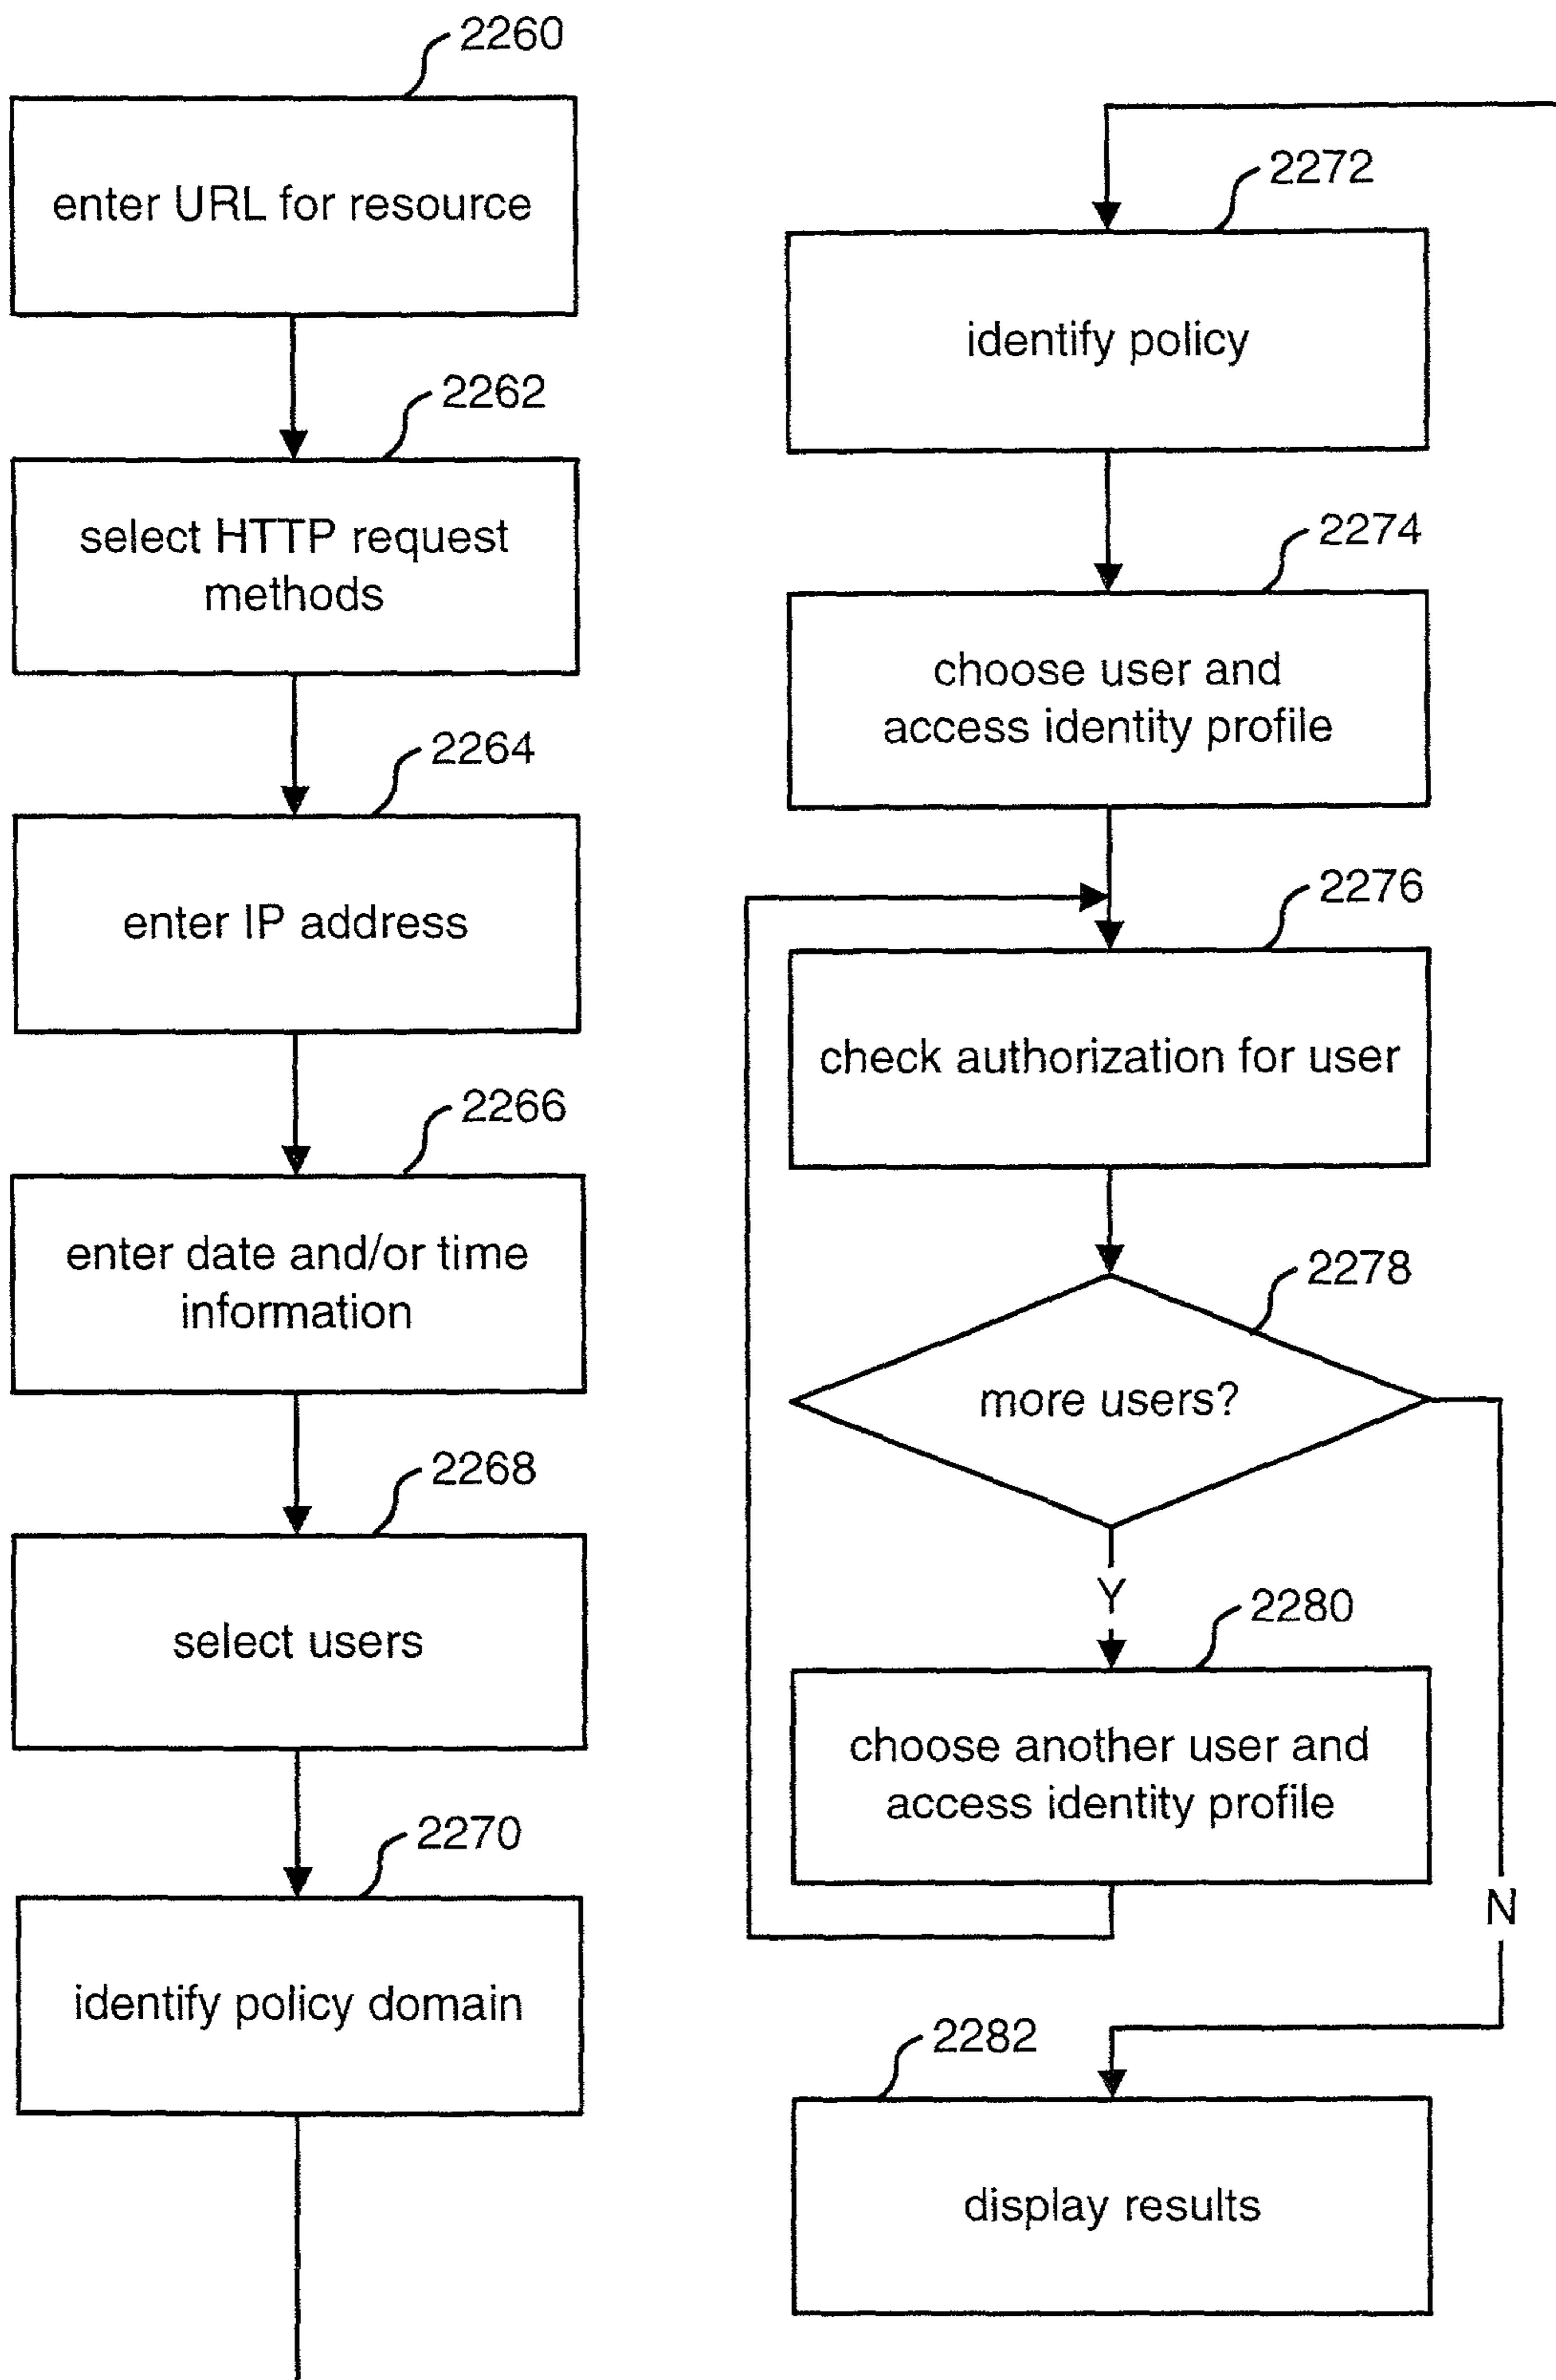 2260
enter URL for resource
2262
select HTTP request
methods
2264
enter IP address
2266
enter date and/or time
information
2268
select users
2270
identify policy domain
2272
identify policy
2274
choose user and
access identity profile
2276
check authorization for user
2278
more users?
Y
2280
choose another user and
access identity profile
N
2282
display results